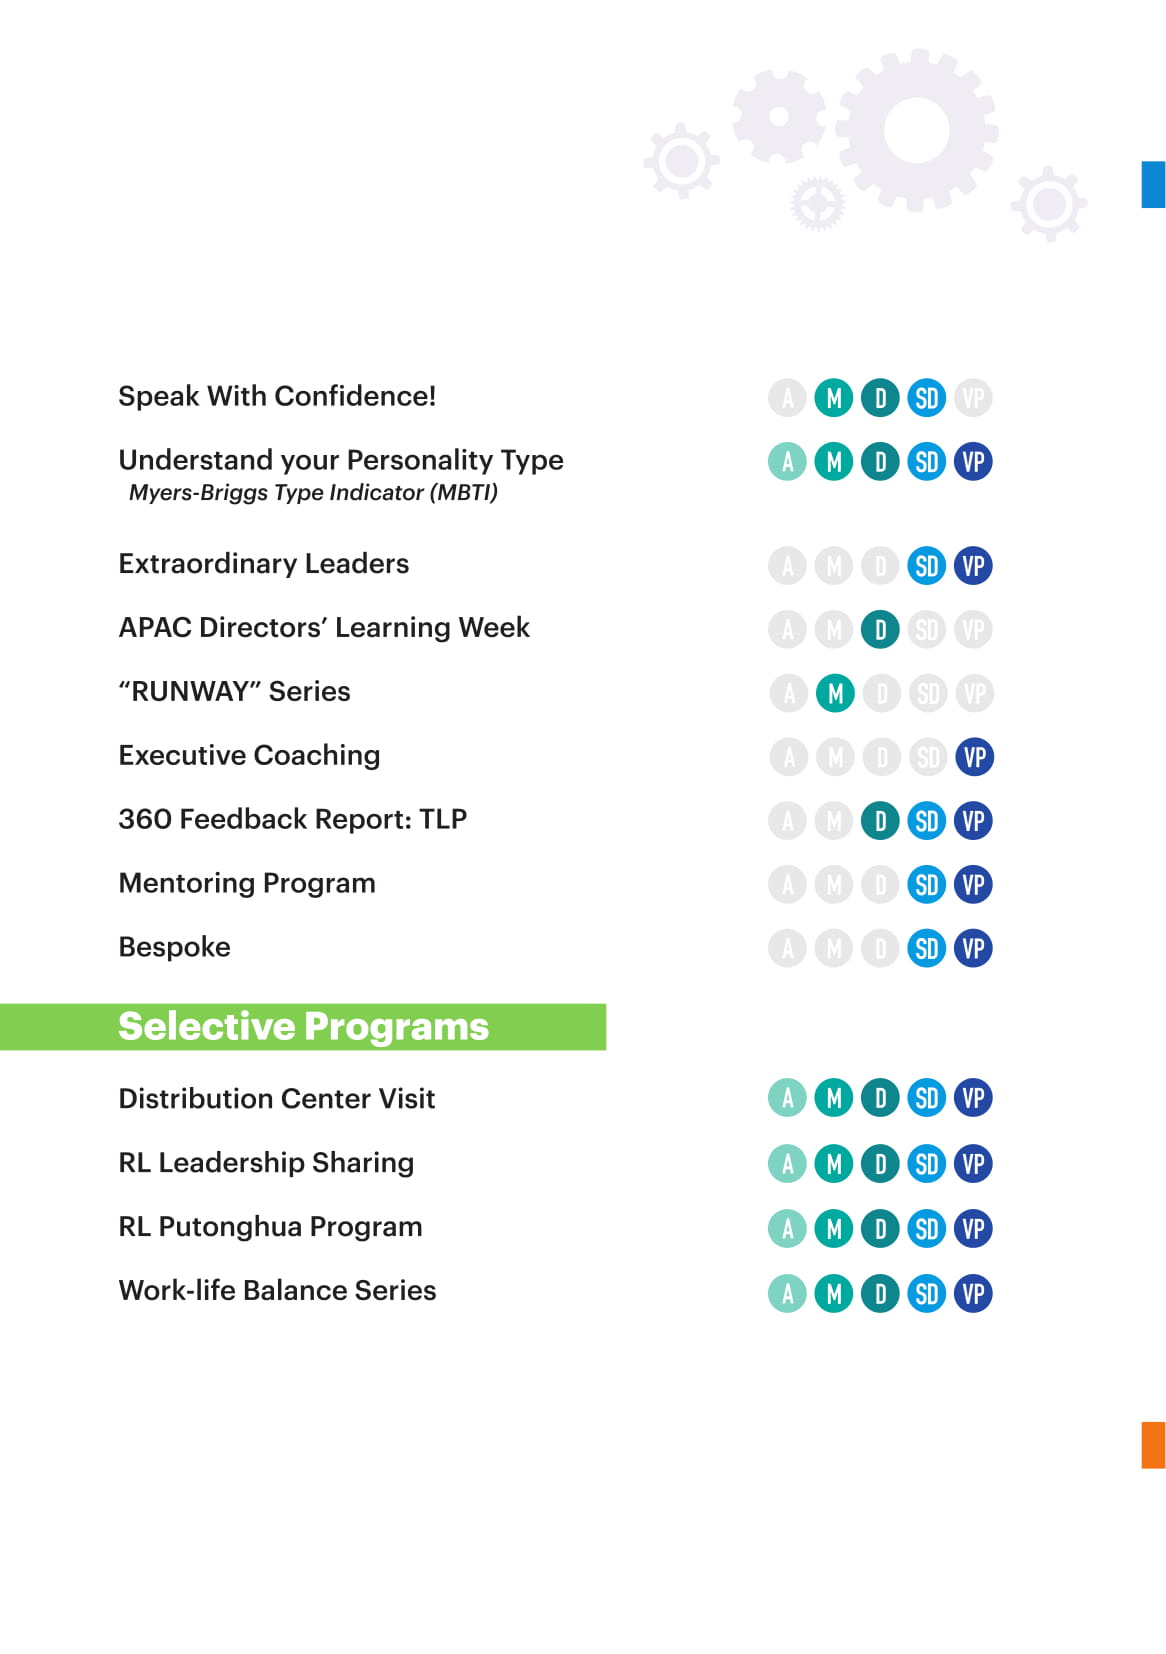 Speak With Confidence! A M D SD VP
Understand your Personality Type A M D SD VP
Myers-Briggs Type Indicator (MBTI)
Extraordinary Leaders A M D SD VP
APAC Directors’ Learning Week A M D SD VP
“RUNWAY” Series A M D SD VP
Executive Coaching A M D SD VP
360 Feedback Report: TLP A M D SD VP
Mentoring Program A M D SD VP
Bespoke A M D SD VP
Selective Programs
Distribution Center Visit A M D SD VP
RL Leadership Sharing A M D SD VP
RL Putonghua Program A M D SD VP
Work-life Balance Series A M D SD VP